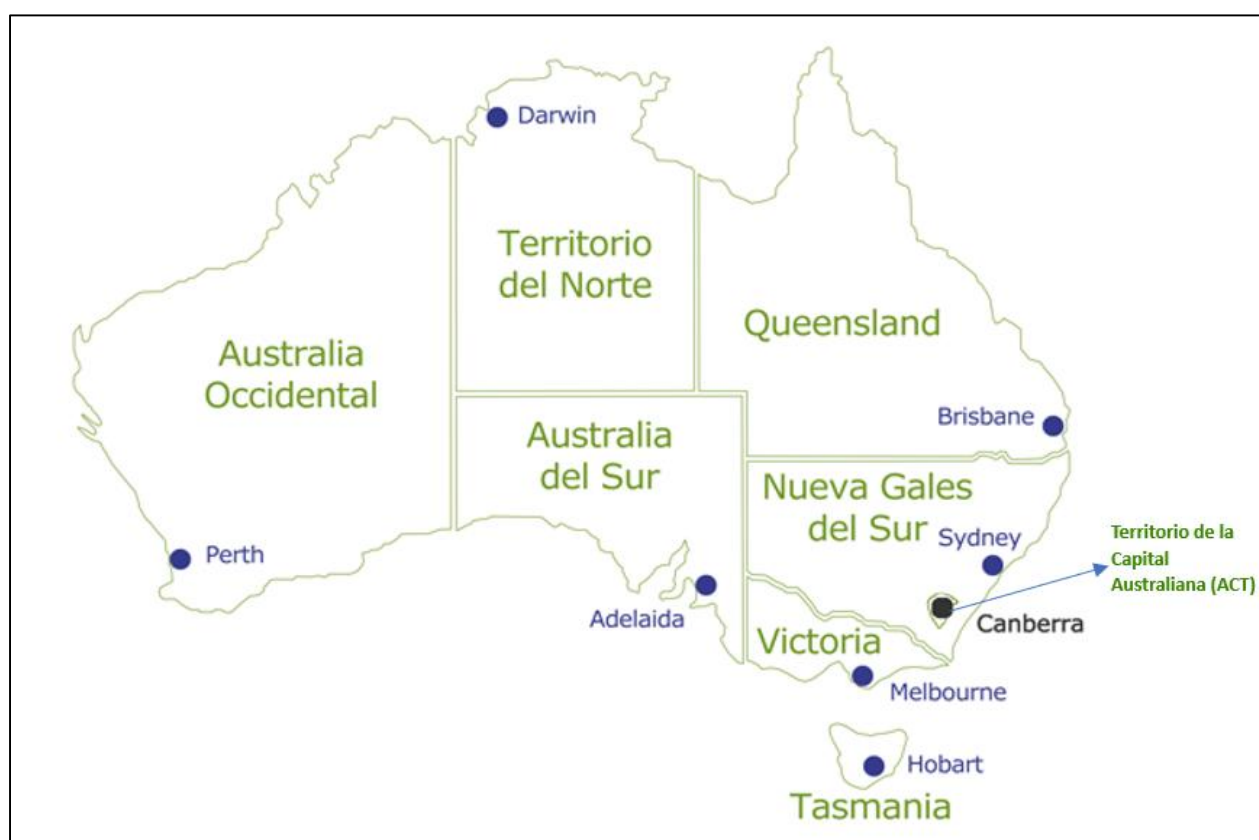 Darwin
Territorio
del Norte
Queensland
Australia
Occidental
Brisbane
Australia
del Sur
Nueva Gales
del Sur
Sydney
Territorio de la
Capital
Australiana (ACT)
Perth
Adelaida
Canberra
Victoria
Melbourne
Hobart
Tasmania